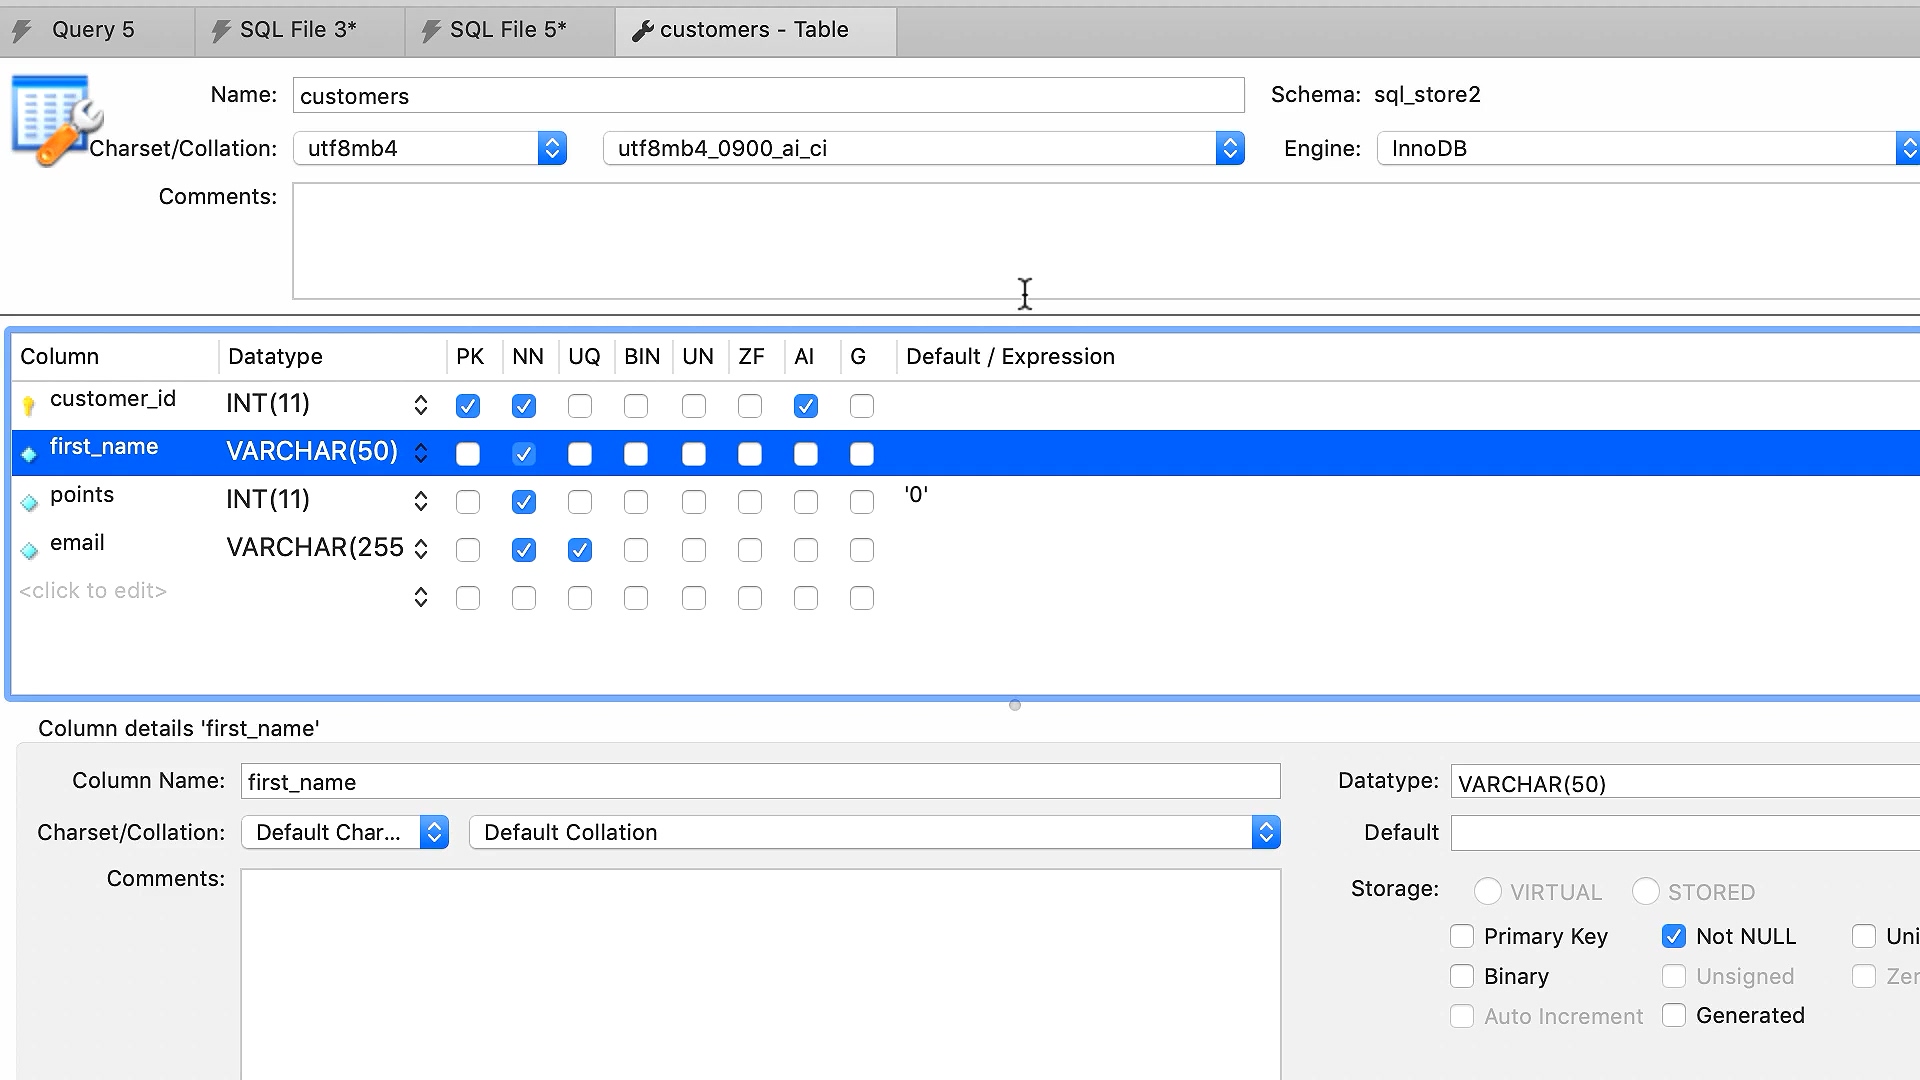 Query 5
SQL File 3*
SQL File 5*
customers - Table
Name: customers
Schema: sql_store2
Charset/Collation: utf8mb4 utf8mb4_0900_ai_ci
Engine: InnoDB
Comments:
Column Datatype PK NN UQ BIN UN ZF AI G Default / Expression
customer_id INT(11)
first_name VARCHAR(50)
points INT(11) '0'
email VARCHAR(255
<click to edit>
Column details 'first_name'
Column Name: first_name
Datatype: VARCHAR(50)
Charset/Collation: Default Char... Default Collation
Default
Comments:
Storage: VIRTUAL STORED
Primary Key Not NULL Uni
Binary Unsigned Zer
Auto Increment Generated